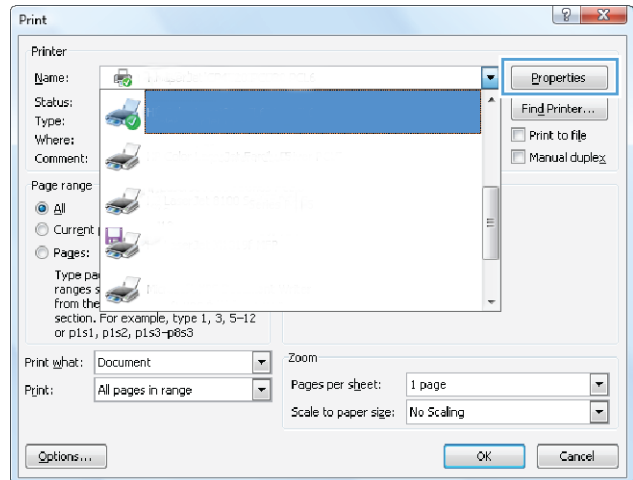 Print
Printer
Name:
Properties
Status:
Find Printer...
Type:
Where:
Print to file
Comment:
Manual duplex
Page range
All
Current
Pages:
Type
ranges
from the
section. For example, type 1, 3, 5–12
or p1s1, p1s2, p1s3–p8s3
Print what: Document
Print: All pages in range
Zoom
Pages per sheet: 1 page
Scale to paper size: No Scaling
Options...
OK
Cancel